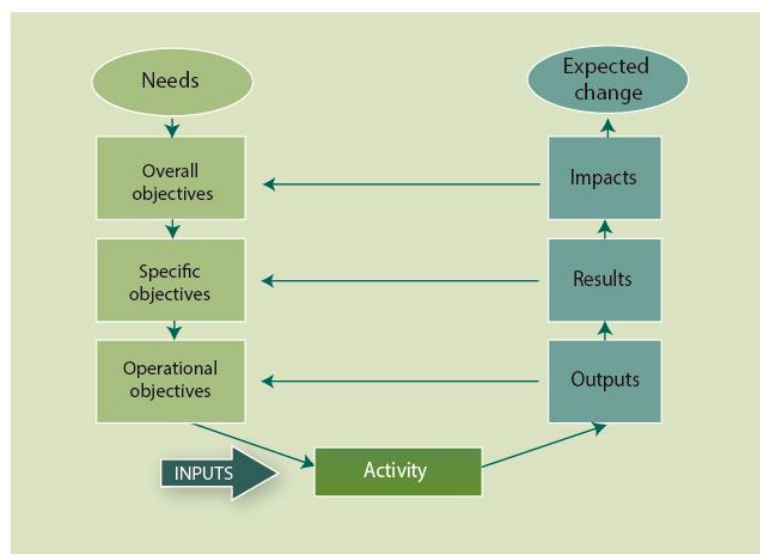 Needs
Expected
change
Overall
objectives
Impacts
Specific
objectives
Results
Operational
objectives
Outputs
INPUTS
Activity